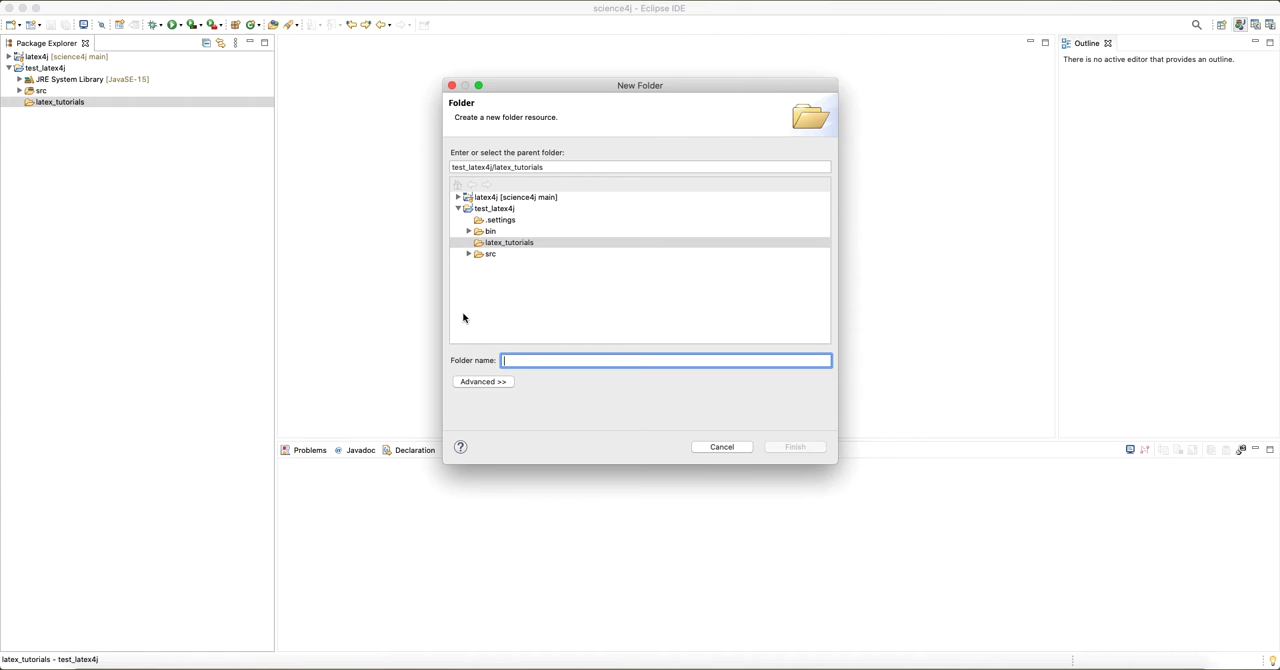 science4j - Eclipse IDE
Package Explorer
latex4j [science4j main]
test_latex4j
JRE System Library [JavaSE-15]
src
latex_tutorials
New Folder
Folder
Create a new folder resource.
Enter or select the parent folder:
test_latex4j/latex_tutorials
latex4j [science4j main]
test_latex4j
.settings
bin
latex_tutorials
src
Folder name:
Advanced >>
Cancel
Finish
Outline
There is no active editor that provides an outline.
Problems
Javadoc
Declaration
latex_tutorials - test_latex4j